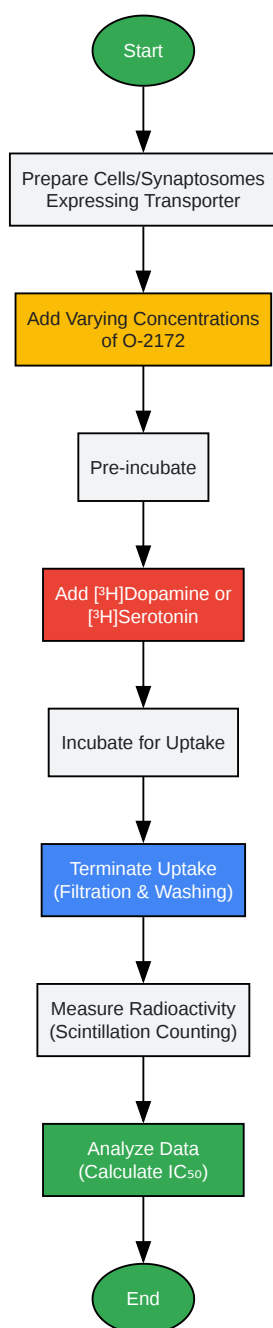 Start
Prepare Cells/Synaptosomes
Expressing Transporter
Add Varying Concentrations
of O-2172
Pre-incubate
Add [³H]Dopamine or
[³H]Serotonin
Incubate for Uptake
Terminate Uptake
(Filtration & Washing)
Measure Radioactivity
(Scintillation Counting)
Analyze Data
(Calculate IC₅₀)
End